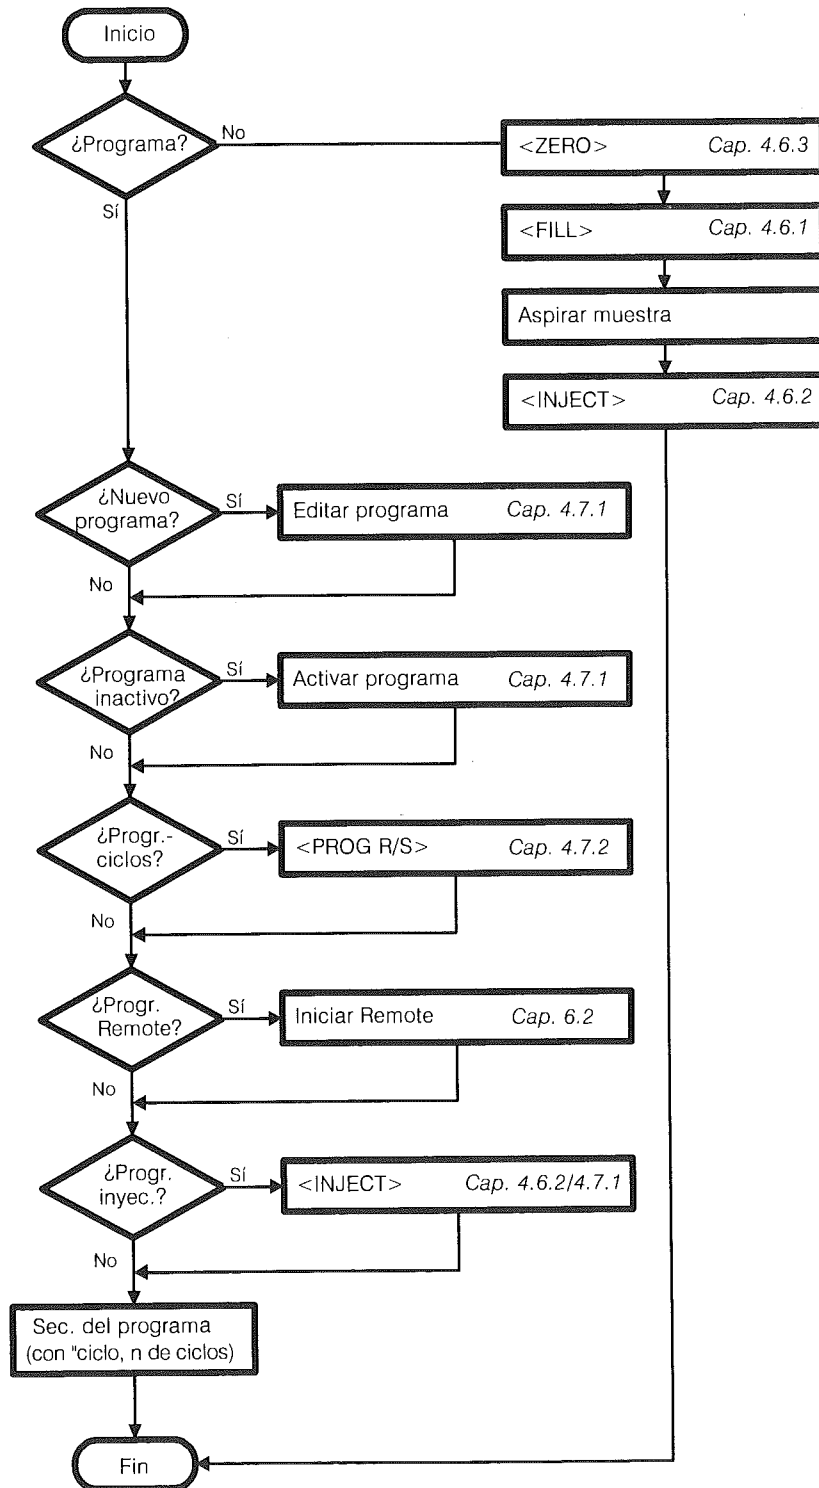 Inicio
¿Programa?
No
Sí
<ZERO> Cap. 4.6.3
<FILL> Cap. 4.6.1
Aspirar muestra
<INJECT> Cap. 4.6.2
¿Nuevo
programa?
Sí
Editar programa Cap. 4.7.1
No
¿Programa
inactivo?
Sí
Activar programa Cap. 4.7.1
No
¿Progr.-
ciclos?
Sí
<PROG R/S> Cap. 4.7.2
No
¿Progr.
Remote?
Sí
Iniciar Remote Cap. 6.2
No
¿Progr.
inyec.?
Sí
<INJECT> Cap. 4.6.2/4.7.1
No
Sec. del programa
(con "ciclo, n de ciclos)
Fin